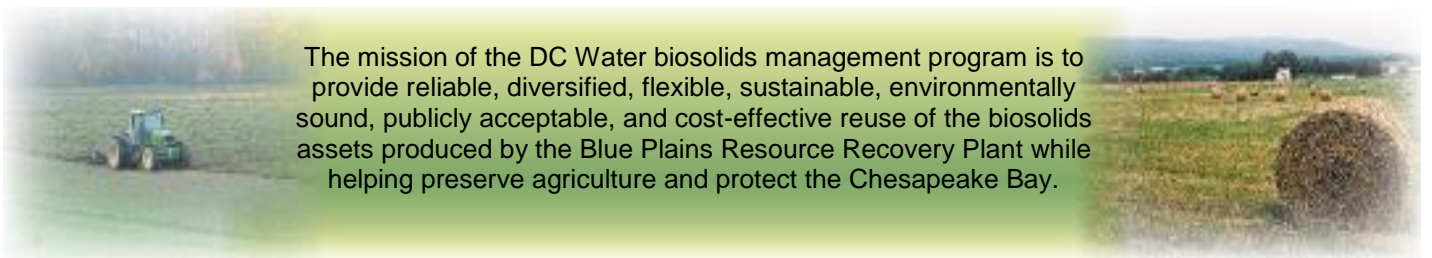 The mission of the DC Water biosolids management program is to
provide reliable, diversified, flexible, sustainable, environmentally
sound, publicly acceptable, and cost-effective reuse of the biosolids
assets produced by the Blue Plains Resource Recovery Plant while
helping preserve agriculture and protect the Chesapeake Bay.